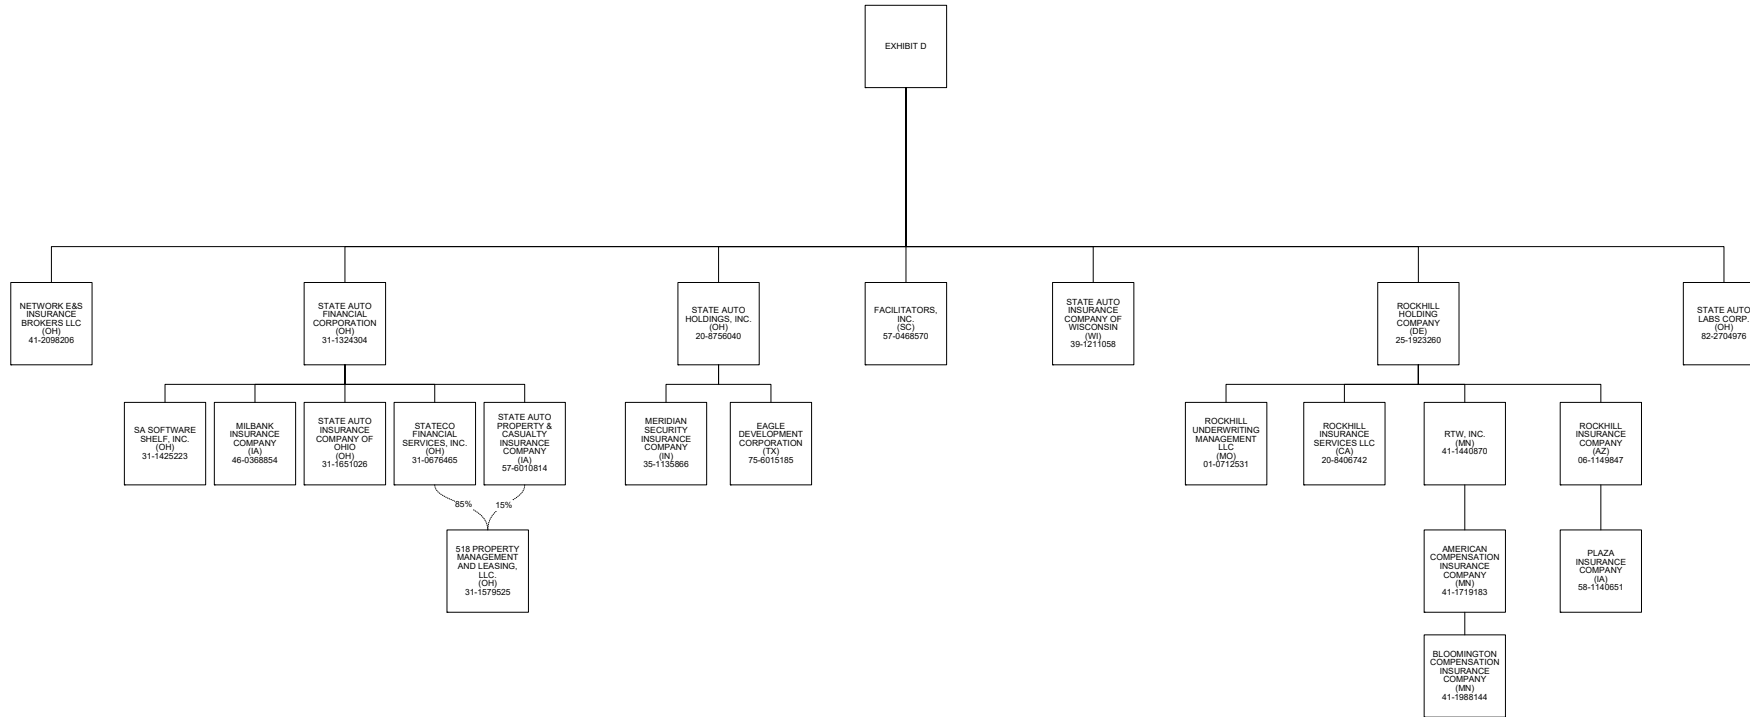 EXHIBIT D
NETWORK E&S
INSURANCE
BROKERS LLC
(OH)
41-2098206
STATE AUTO
FINANCIAL
CORPORATION
(OH)
31-1324304
STATE AUTO
HOLDINGS, INC.
(OH)
20-8756040
FACILITATORS,
INC.
(SC)
57-0468570
STATE AUTO
INSURANCE
COMPANY OF
WISCONSIN
(WI)
39-1211058
ROCKHILL
HOLDING
COMPANY
(DE)
25-1923260
STATE AUTO
LABS CORP.
(OH)
82-2704976
SA SOFTWARE
SHELF, INC.
(OH)
31-1425223
MILBANK
INSURANCE
COMPANY
(IA)
46-0368854
STATE AUTO
INSURANCE
COMPANY OF
OHIO
(OH)
31-1651026
STATECO
FINANCIAL
SERVICES, INC.
(OH)
31-0676465
STATE AUTO
PROPERTY &
CASUALTY
INSURANCE
COMPANY
(IA)
57-6010814
MERIDIAN
SECURITY
INSURANCE
COMPANY
(IN)
35-1135866
EAGLE
DEVELOPMENT
CORPORATION
(TX)
75-6015185
ROCKHILL
UNDERWRITING
MANAGEMENT
LLC
(MO)
01-0712531
ROCKHILL
INSURANCE
SERVICES LLC
(CA)
20-8406742
RTW, INC.
(MN)
41-1440870
ROCKHILL
INSURANCE
COMPANY
(AZ)
06-1149847
85%
15%
518 PROPERTY
MANAGEMENT
AND LEASING,
LLC.
(OH)
31-1579525
AMERICAN
COMPENSATION
INSURANCE
COMPANY
(MN)
41-1719183
PLAZA
INSURANCE
COMPANY
(IA)
58-1140651
BLOOMINGTON
COMPENSATION
INSURANCE
COMPANY
(MN)
41-1988144